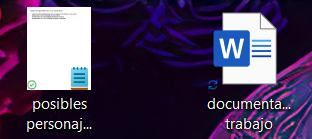 posibles
personaj...
W
documenta...
trabajo